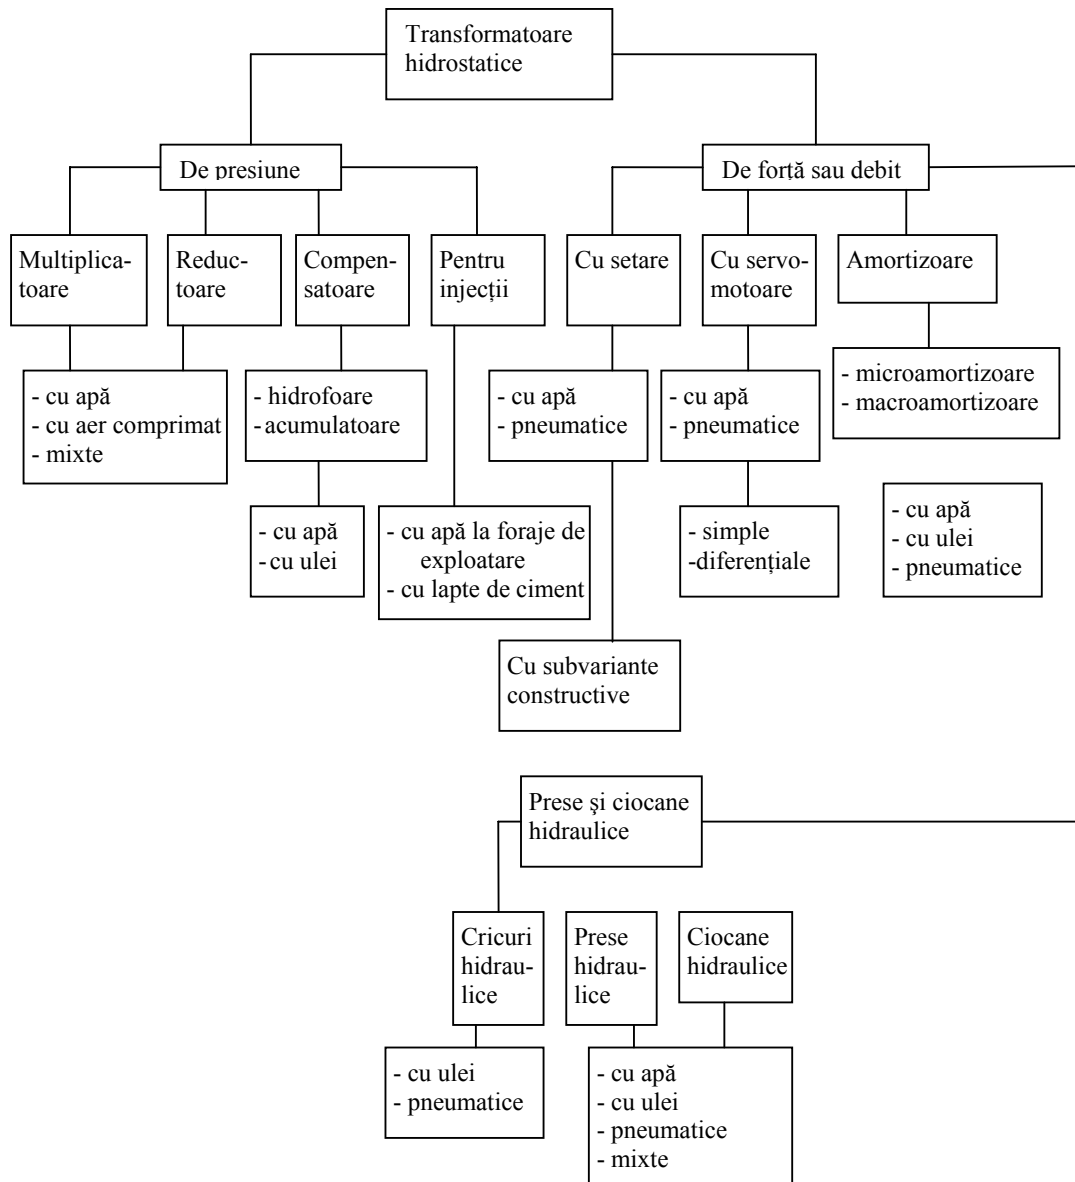 Transformatoare
hidrostatice
De presiune
De forță sau debit
Multiplica-
toare
Reduc-
toare
Compen-
satoare
Pentru
injecții
Cu setare
Cu servo-
motoare
Amortizoare
- cu apă
- cu aer comprimat
- mixte
- hidrofoare
-acumulatoare
- cu apă
- pneumatice
- cu apă
- pneumatice
- microamortizoare
- macroamortizoare
- cu apă
- cu ulei
- cu apă la foraje de
exploatare
- cu lapte de ciment
- simple
-diferențiale
- cu apă
- cu ulei
- pneumatice
Cu subvariante
constructive
Prese şi ciocane
hidraulice
Cricuri
hidrau-
lice
Prese
hidrau-
lice
Ciocane
hidraulice
- cu ulei
- pneumatice
- cu apă
- cu ulei
- pneumatice
- mixte